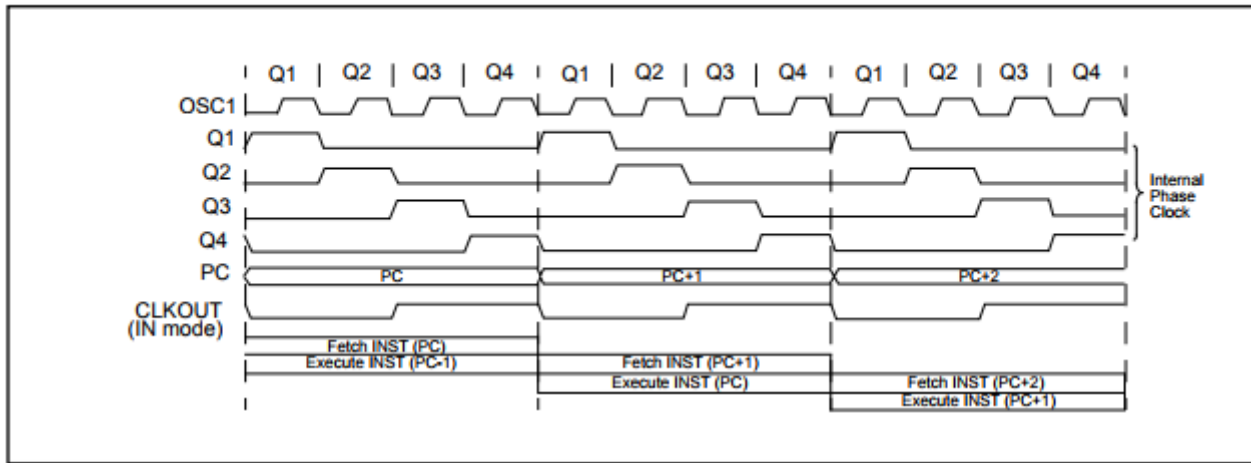 Q1 | Q2 | Q3 | Q4 | Q1 | Q2 | Q3 | Q4 | Q1 | Q2 | Q3 | Q4
OSC1
Q1
Q2
Q3
Q4
Internal
Phase
Clock
PC
PC
PC+1
PC+2
CLKOUT
(IN mode)
Fetch INST (PC)
Execute INST (PC-1)
Fetch INST (PC+1)
Execute INST (PC)
Fetch INST (PC+2)
Execute INST (PC+1)